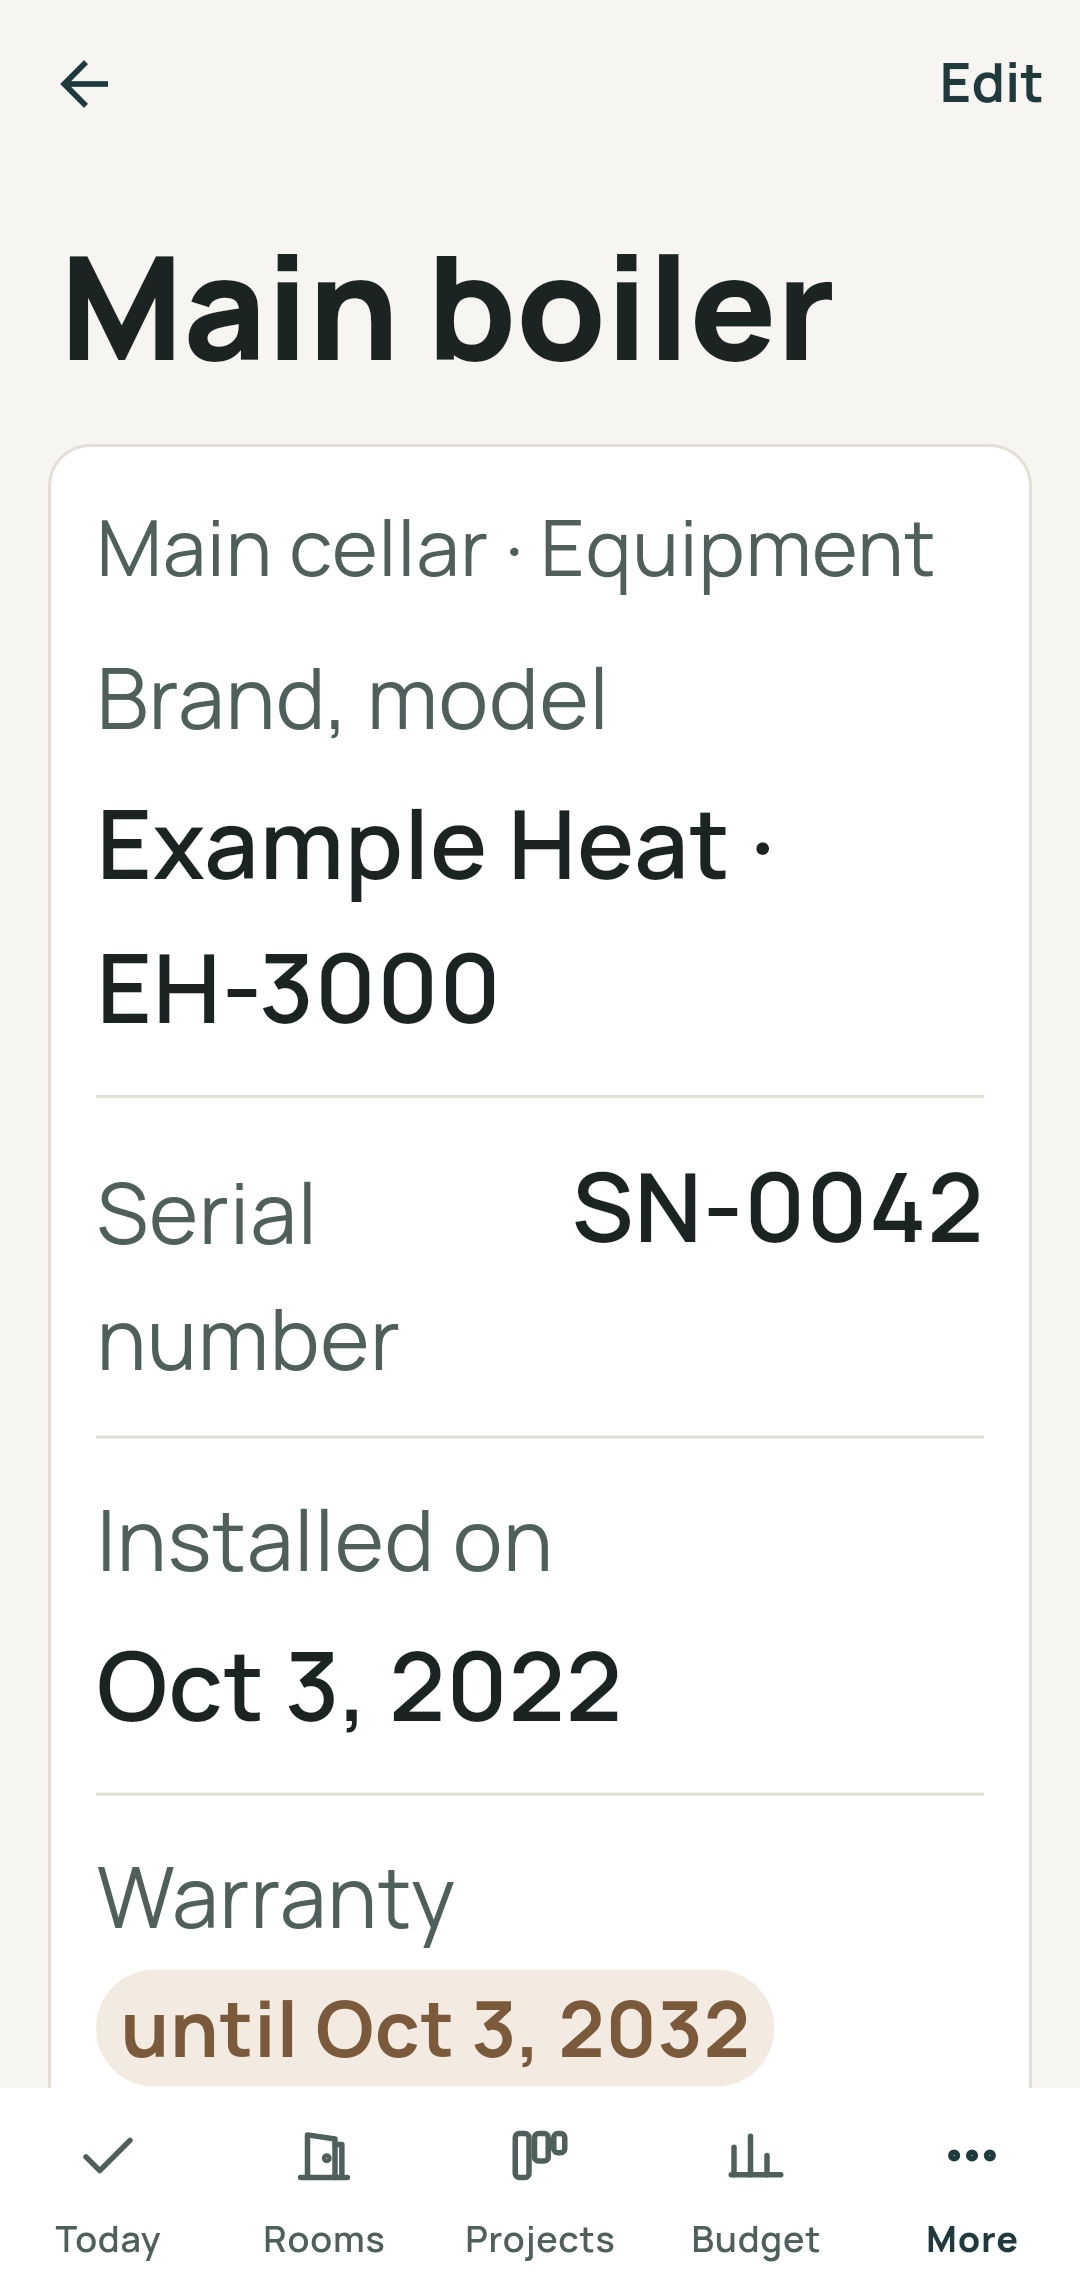 Edit
Main boiler
Main cellar · Equipment
Brand, model
Example Heat ·
EH-3000
Serial number
SN-0042
Installed on
Oct 3, 2022
Warranty
until Oct 3, 2032
Today
Rooms
Projects
Budget
More